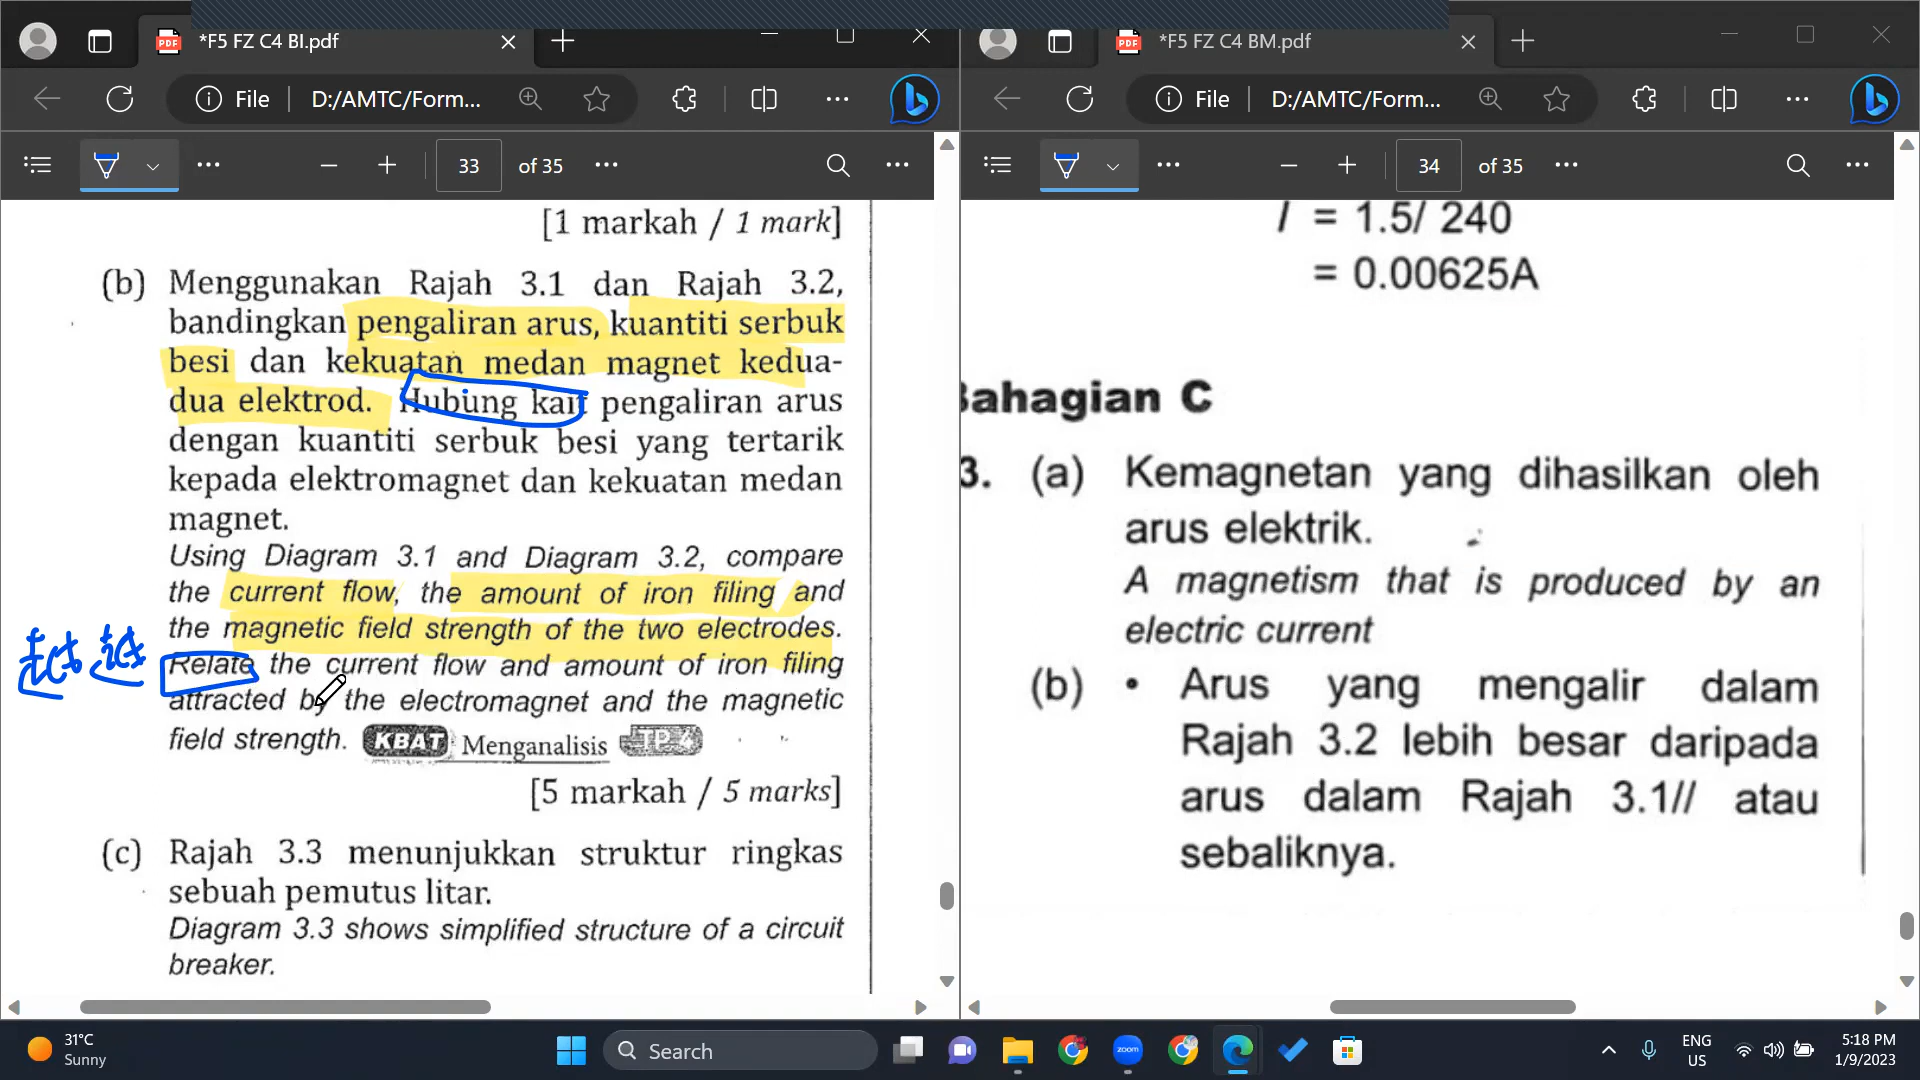 *F5 FZ C4 BI.pdf
File
D:/AMTC/Form...
33
of 35
[1 markah / 1 mark]
(b) Menggunakan Rajah 3.1 dan Rajah 3.2,
bandingkan pengaliran arus, kuantiti serbuk
besi dan kekuatan medan magnet kedua-
dua elektrod. Hubung kait pengaliran arus
dengan kuantiti serbuk besi yang tertarik
kepada elektromagnet dan kekuatan medan
magnet.
Using Diagram 3.1 and Diagram 3.2, compare
the current flow, the amount of iron filing and
the magnetic field strength of the two electrodes.
越越
Relate the current flow and amount of iron filing
attracted by the electromagnet and the magnetic
field strength. KBAT Menganalisis TP 4
[5 markah / 5 marks]
(c) Rajah 3.3 menunjukkan struktur ringkas
sebuah pemutus litar.
Diagram 3.3 shows simplified structure of a circuit
breaker.
*F5 FZ C4 BM.pdf
File
D:/AMTC/Form...
34
of 35
I = 1.5/ 240
= 0.00625A
Bahagian C
3. (a) Kemagnetan yang dihasilkan oleh
arus elektrik.
A magnetism that is produced by an
electric current
(b) • Arus yang mengalir dalam
Rajah 3.2 lebih besar daripada
arus dalam Rajah 3.1// atau
sebaliknya.
31°C
Sunny
Search
zoom
ENG
US
5:18 PM
1/9/2023